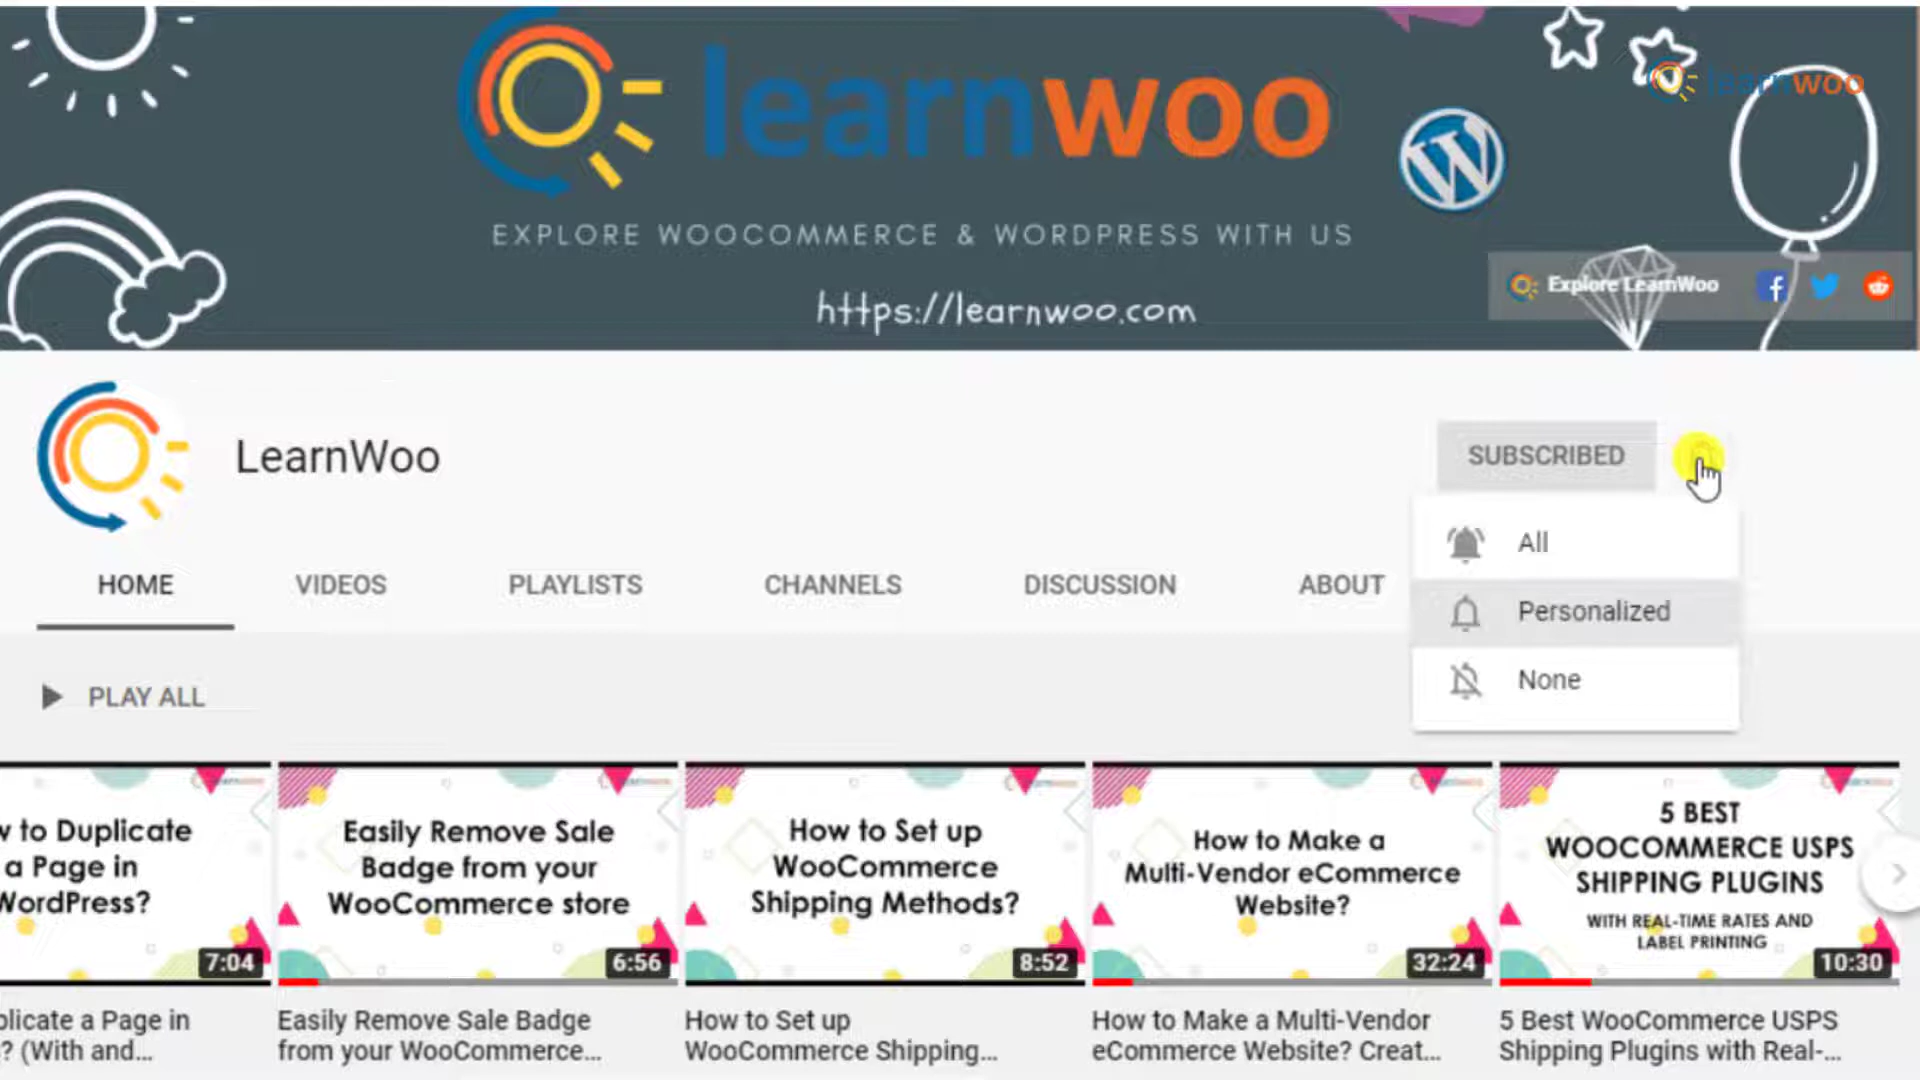 learnwoo
learnwoo
EXPLORE WOOCOMMERCE & WORDPRESS WITH US
https://learnwoo.com
Explore LearnWoo
LearnWoo
SUBSCRIBED
All
Personalized
None
HOME
VIDEOS
PLAYLISTS
CHANNELS
DISCUSSION
ABOUT
PLAY ALL
w to Duplicate
a Page in
WordPress?
7:04
Easily Remove Sale
Badge from your
WooCommerce store
6:56
How to Set up
WooCommerce
Shipping Methods?
8:52
How to Make a
Multi-Vendor eCommerce
Website?
32:24
5 BEST
WOOCOMMERCE USPS
SHIPPING PLUGINS
WITH REAL-TIME RATES AND
LABEL PRINTING
10:30
plicate a Page in
? (With and...
Easily Remove Sale Badge
from your WooCommerce...
How to Set up
WooCommerce Shipping...
How to Make a Multi-Vendor
eCommerce Website? Creat...
5 Best WooCommerce USPS
Shipping Plugins with Real-...